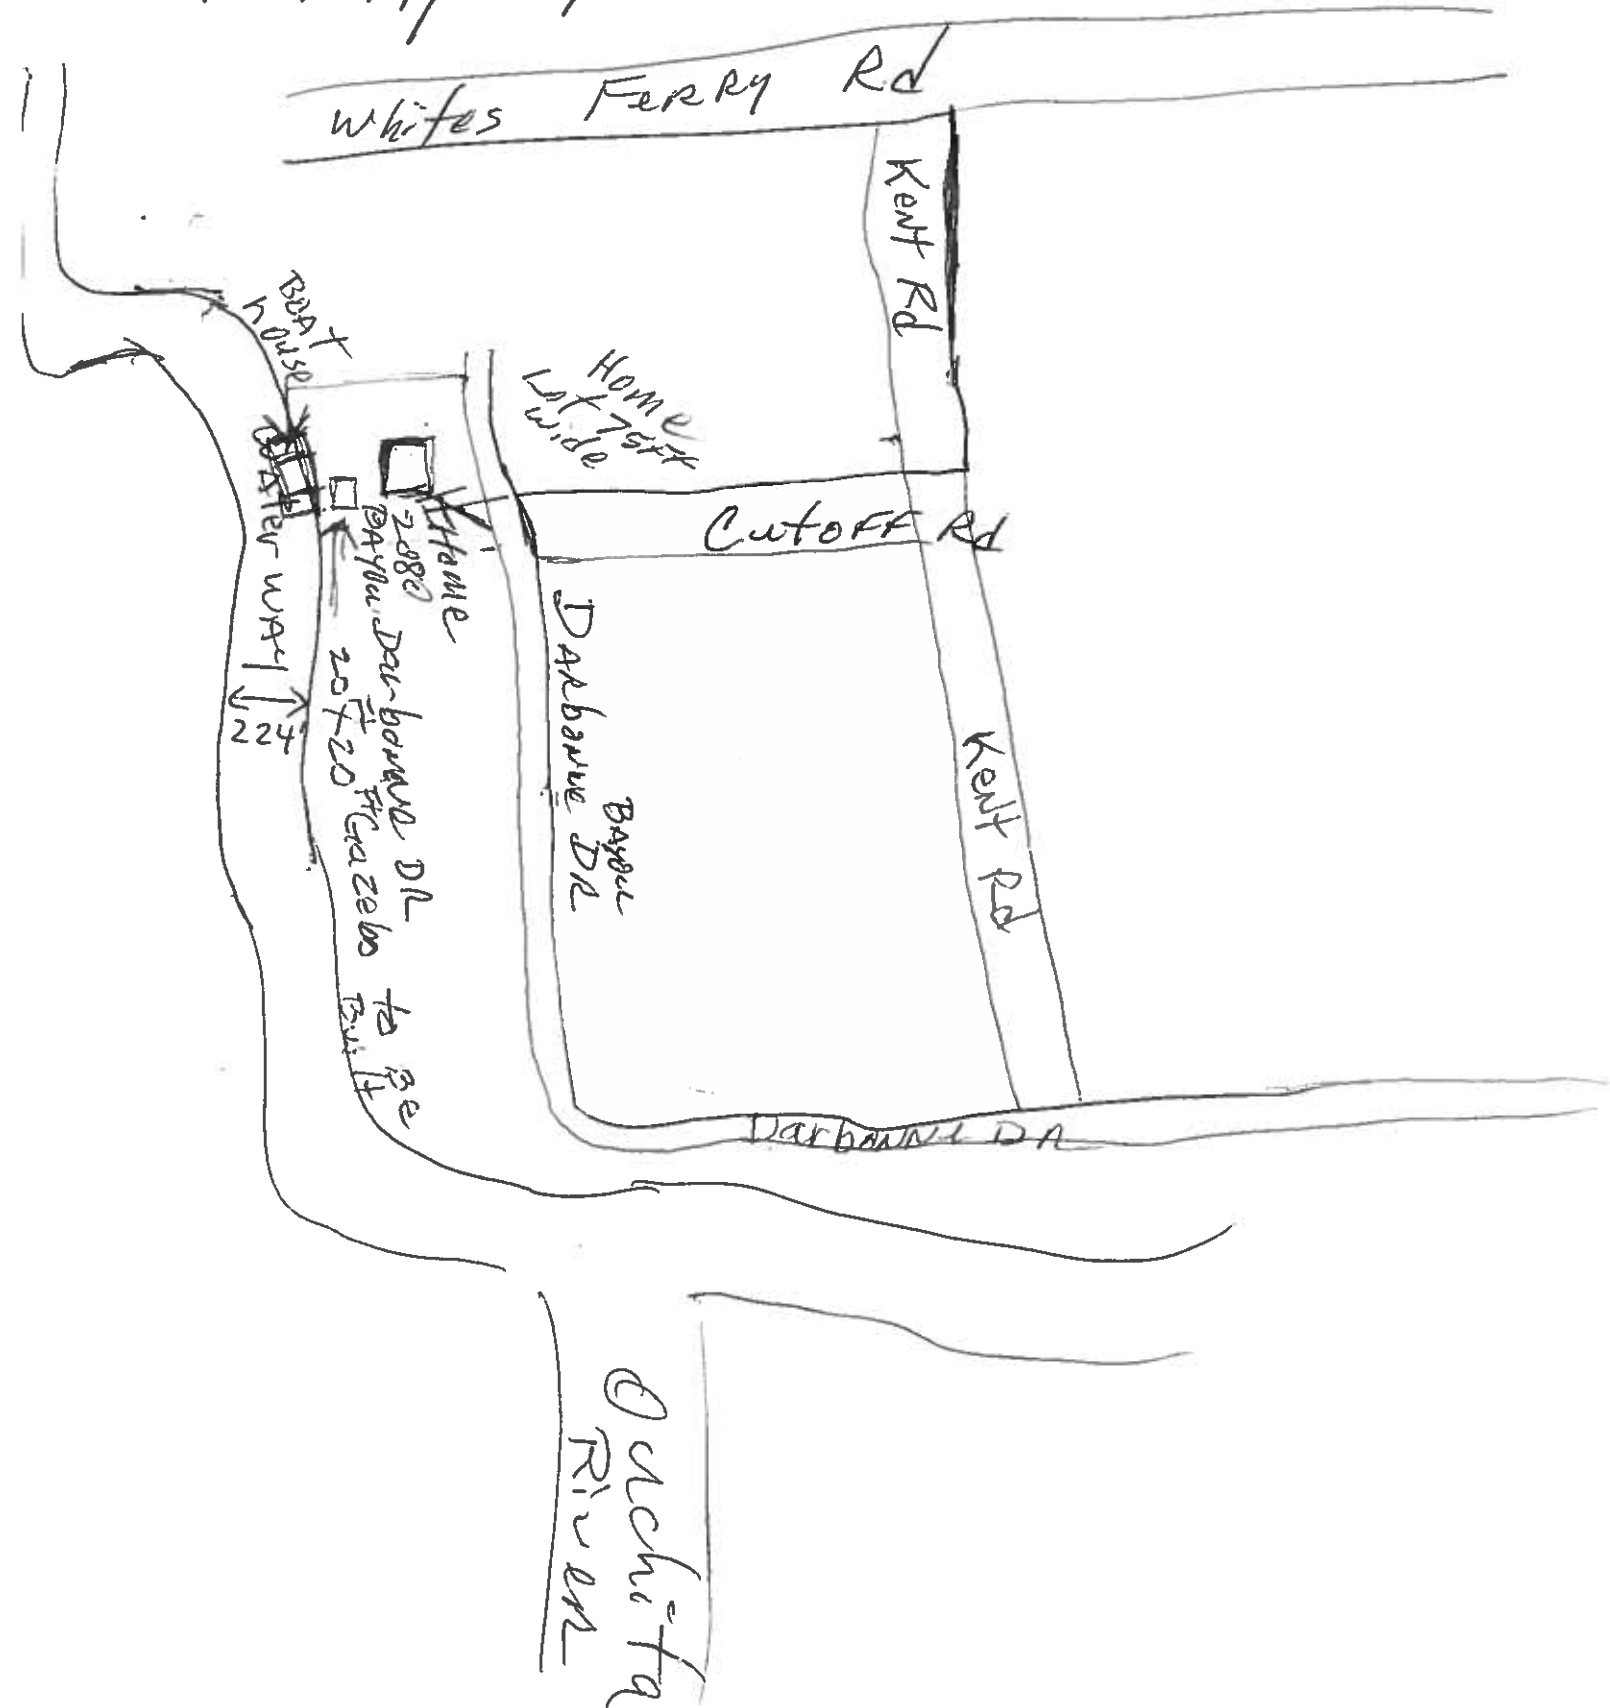 Whites Ferry Rd
Kent Rd
Boat
house
Home
Lot 75ft
wide
Cutoff Rd
Water way
224'
Home
2080
Bayou Darbonne DR
20 Ft x 20 Ft Gazebo to Be
Built
Bayou
Darbonne DR
Kent Rd
Darbonne DR
Ouachita
River